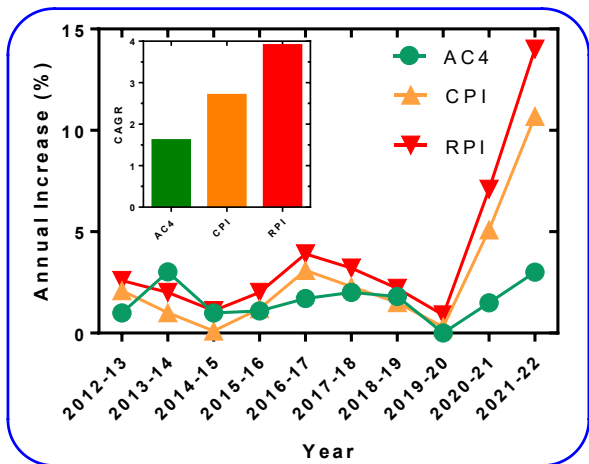 Annual Increase (%)
15
10
5
0
AC4
CPI
RPI
CAGR
4
3
2
1
0
AC4
CPI
RPI
2012-13
2013-14
2014-15
2015-16
2016-17
2017-18
2018-19
2019-20
2020-21
2021-22
Year